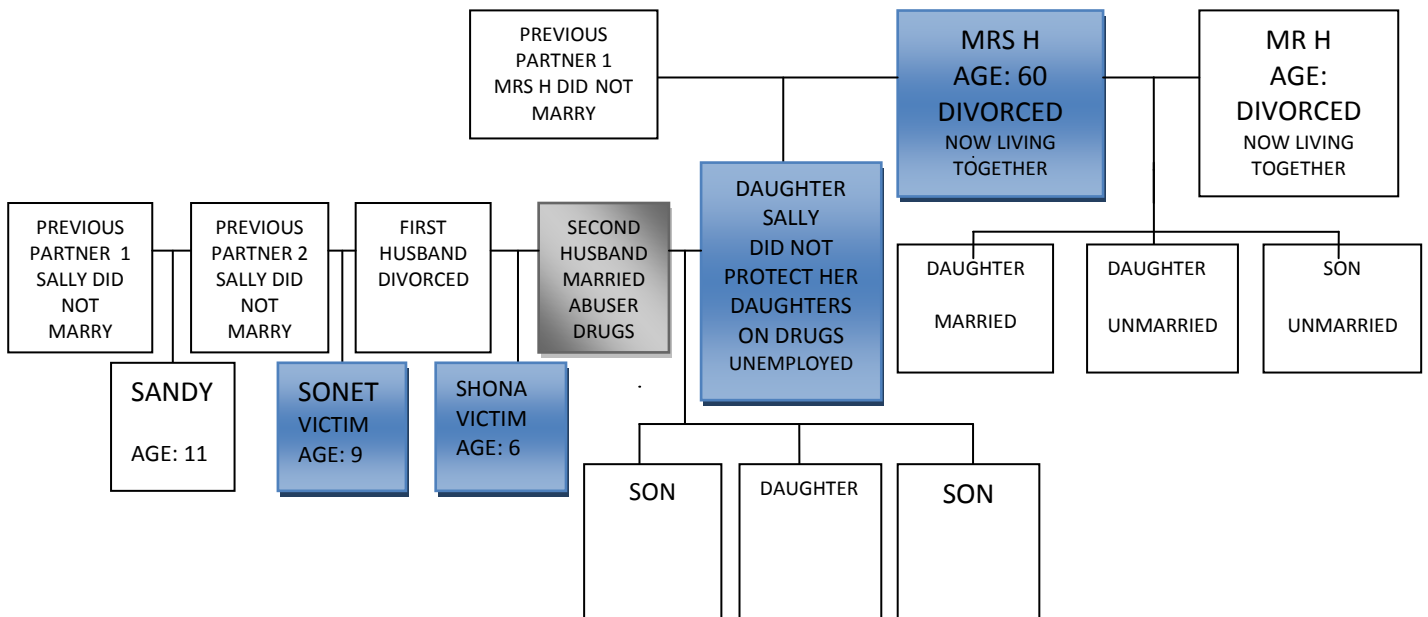 PREVIOUS
PARTNER 1
MRS H DID NOT
MARRY
MRS H
AGE: 60
DIVORCED
NOW LIVING
TOGETHER
MR H
AGE:
DIVORCED
NOW LIVING
TOGETHER
PREVIOUS
PARTNER 1
SALLY DID
NOT
MARRY
PREVIOUS
PARTNER 2
SALLY DID
NOT
MARRY
FIRST
HUSBAND
DIVORCED
SECOND
HUSBAND
MARRIED
ABUSER
DRUGS
DAUGHTER
SALLY
DID NOT
PROTECT HER
DAUGHTERS
ON DRUGS
UNEMPLOYED
DAUGHTER
MARRIED
DAUGHTER
UNMARRIED
SON
UNMARRIED
SANDY
AGE: 11
SONET
VICTIM
AGE: 9
SHONA
VICTIM
AGE: 6
SON
DAUGHTER
SON